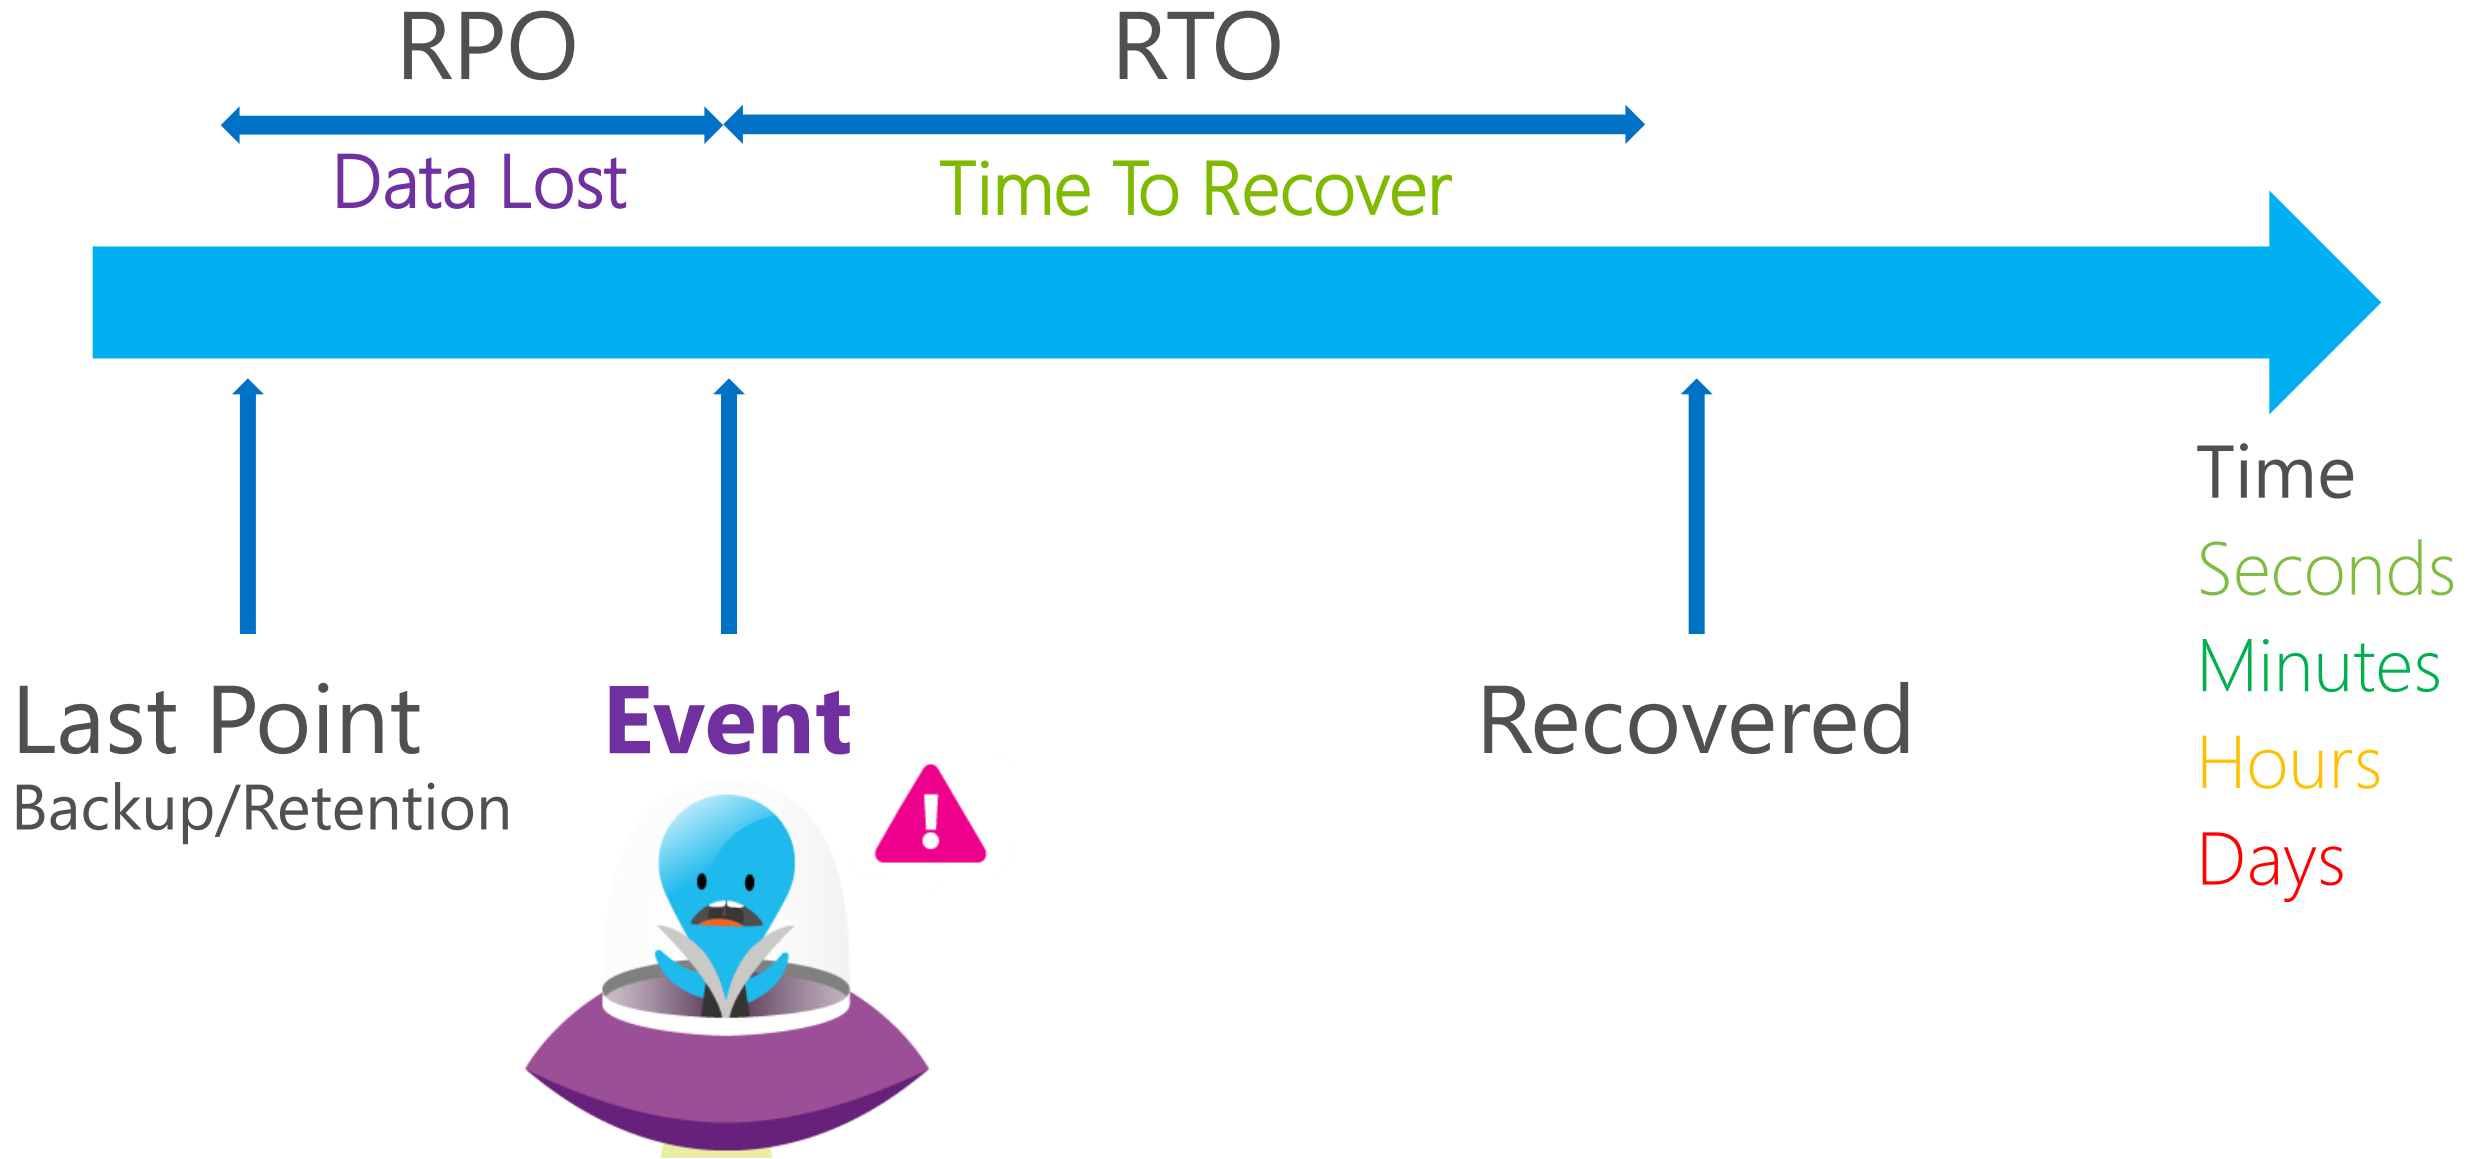 RPO
RTO
Data Lost
Time To Recover
Time
Seconds
Minutes
Hours
Days
Last Point
Backup/Retention
Event
Recovered